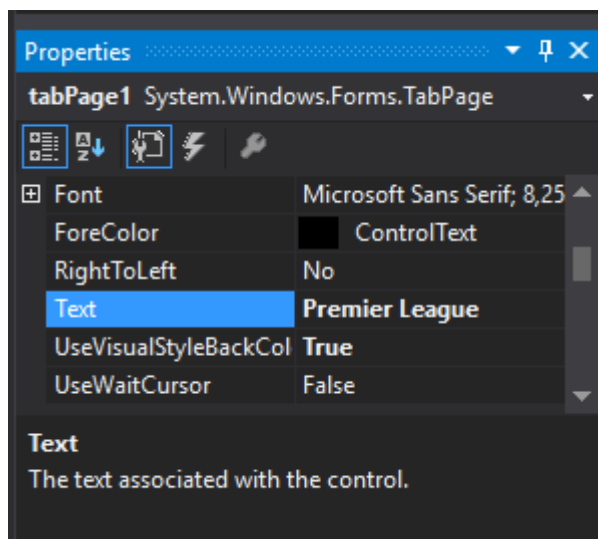 Properties
tabPage1 System.Windows.Forms.TabPage
Font Microsoft Sans Serif; 8,25
ForeColor ControlText
RightToLeft No
Text Premier League
UseVisualStyleBackCol True
UseWaitCursor False
Text
The text associated with the control.